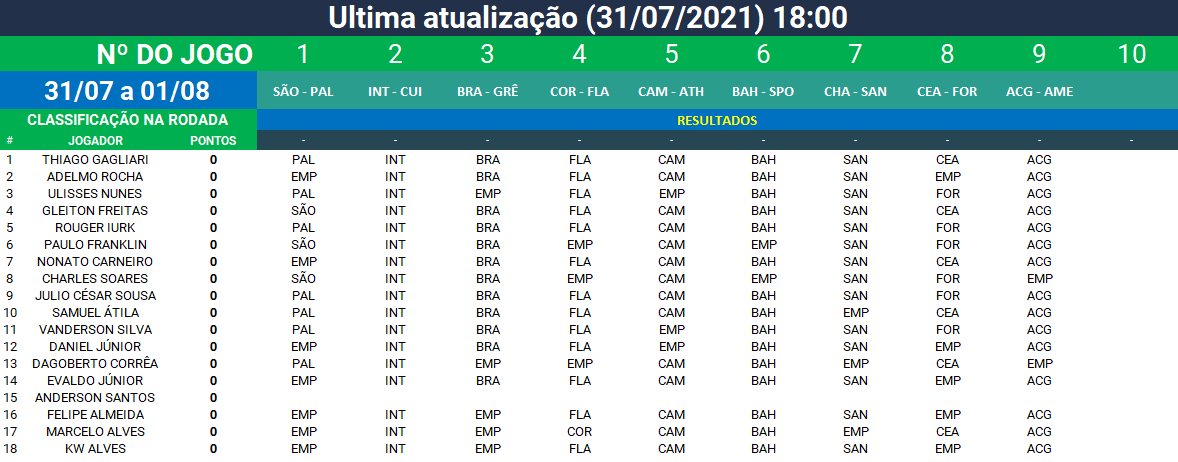 Ultima atualização (31/07/2021) 18:00
Nº DO JOGO 1 2 3 4 5 6 7 8 9 10
31/07 a 01/08 SÃO - PAL INT - CUI BRA - GRÊ COR - FLA CAM - ATH BAH - SPO CHA - SAN CEA - FOR ACG - AME
CLASSIFICAÇÃO NA RODADA RESULTADOS
# JOGADOR PONTOS - - - - - - - - - -
1 THIAGO GAGLIARI 0 PAL INT BRA FLA CAM BAH SAN CEA ACG
2 ADELMO ROCHA 0 EMP INT BRA FLA CAM BAH SAN EMP ACG
3 ULISSES NUNES 0 PAL INT EMP FLA EMP BAH SAN FOR ACG
4 GLEITON FREITAS 0 SÃO INT BRA FLA CAM BAH SAN CEA ACG
5 ROUGER IURK 0 PAL INT BRA FLA CAM BAH SAN FOR ACG
6 PAULO FRANKLIN 0 SÃO INT BRA EMP CAM EMP SAN FOR ACG
7 NONATO CARNEIRO 0 EMP INT BRA FLA CAM BAH SAN CEA ACG
8 CHARLES SOARES 0 SÃO INT BRA EMP CAM EMP SAN FOR EMP
9 JULIO CÉSAR SOUSA 0 PAL INT BRA FLA CAM BAH SAN FOR ACG
10 SAMUEL ÁTILA 0 PAL INT BRA FLA CAM BAH EMP CEA ACG
11 VANDERSON SILVA 0 PAL INT BRA FLA EMP BAH SAN FOR ACG
12 DANIEL JÚNIOR 0 EMP INT BRA FLA EMP BAH SAN EMP ACG
13 DAGOBERTO CORRÊA 0 PAL INT EMP EMP CAM BAH EMP CEA EMP
14 EVALDO JÚNIOR 0 EMP INT BRA FLA CAM BAH SAN EMP ACG
15 ANDERSON SANTOS 0
16 FELIPE ALMEIDA 0 EMP INT EMP FLA CAM BAH SAN EMP ACG
17 MARCELO ALVES 0 EMP INT EMP COR CAM BAH EMP CEA ACG
18 KW ALVES 0 EMP INT EMP FLA CAM BAH SAN EMP ACG